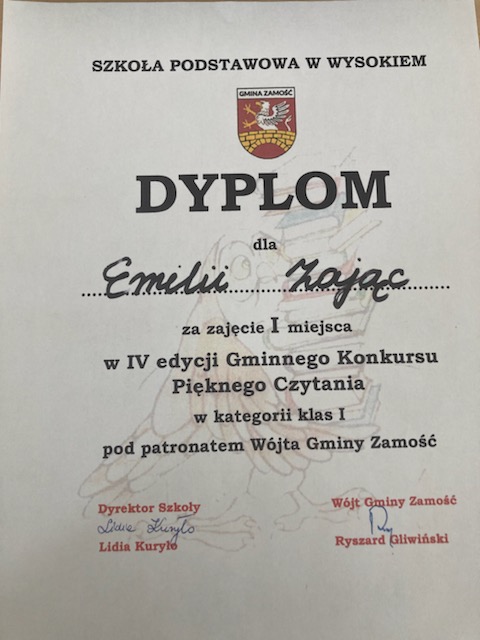 SZKOŁA PODSTAWOWA W WYSOKIEM
GMINA ZAMOŚĆ
DYPLOM
dla
Emilii Zając
za zajęcie I miejsca
w IV edycji Gminnego Konkursu
Pięknego Czytania
w kategorii klas I
pod patronatem Wójta Gminy Zamość
Dyrektor Szkoły
Lidia Kuryło
Lidia Kuryło
Wójt Gminy Zamość
Ryszard Gliwiński